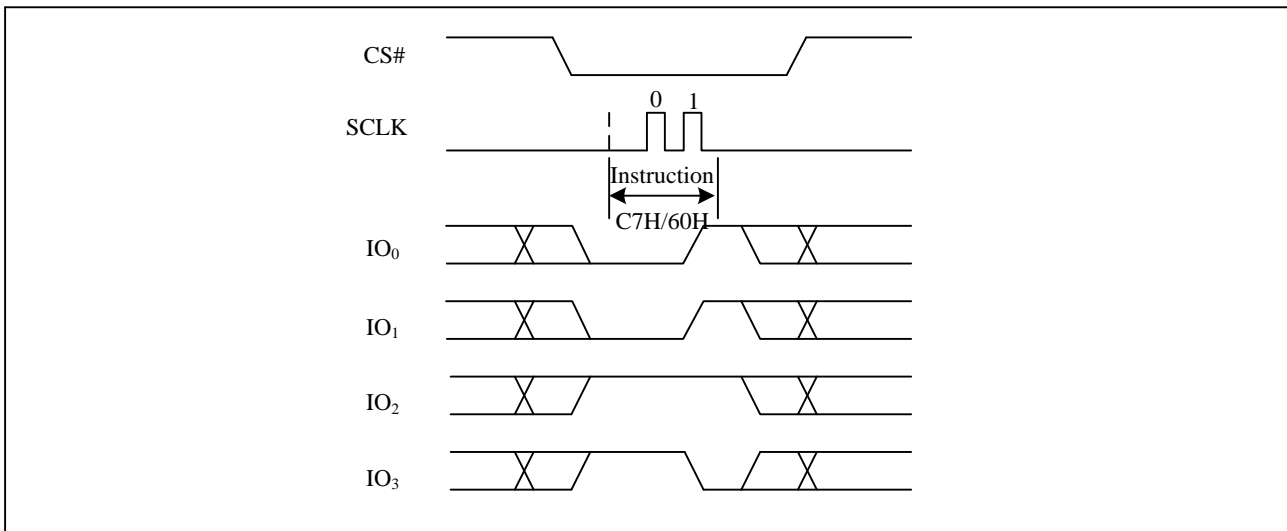 CS#
0 1
SCLK
Instruction
C7H/60H
IO₀
IO₁
IO₂
IO₃